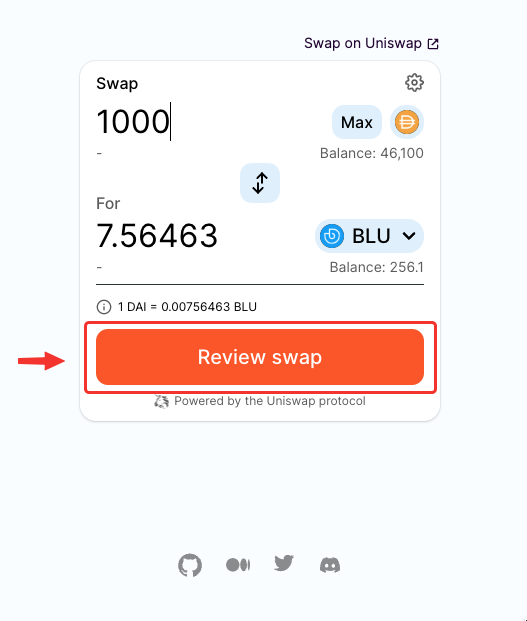 Swap on Uniswap
Swap
1000 Max
- Balance: 46,100
For
7.56463 BLU
- Balance: 256.1
1 DAI = 0.00756463 BLU
Review swap
Powered by the Uniswap protocol